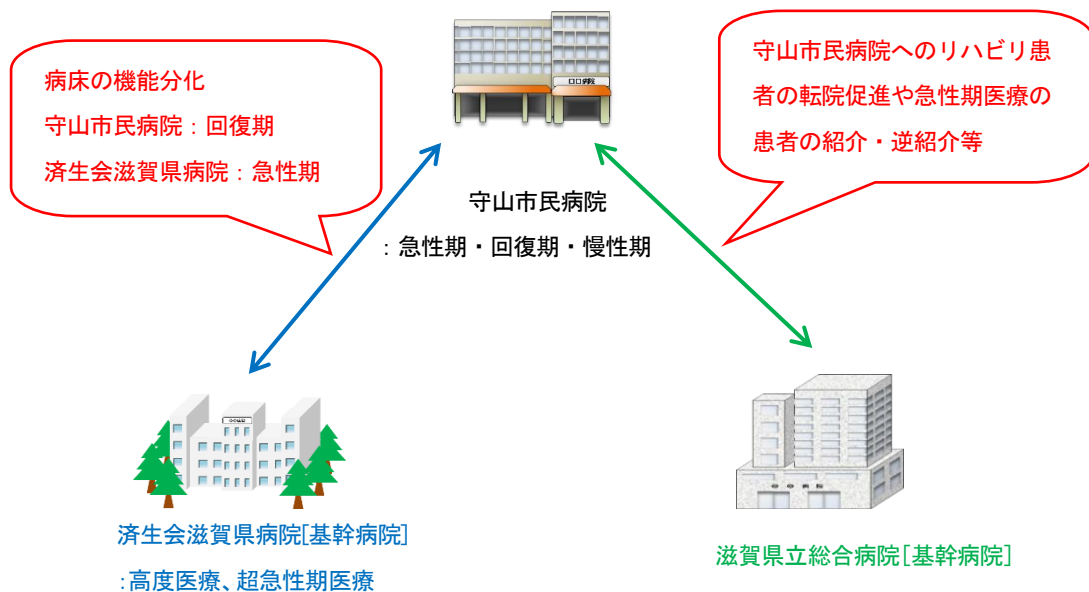 病床の機能分化
守山市民病院：回復期
済生会滋賀県病院：急性期
守山市民病院へのリハビリ患
者の転院促進や急性期医療の
患者の紹介・逆紹介等
口口病院
守山市民病院
：急性期・回復期・慢性期
済生会滋賀県病院[基幹病院]
：高度医療、超急性期医療
滋賀県立総合病院[基幹病院]